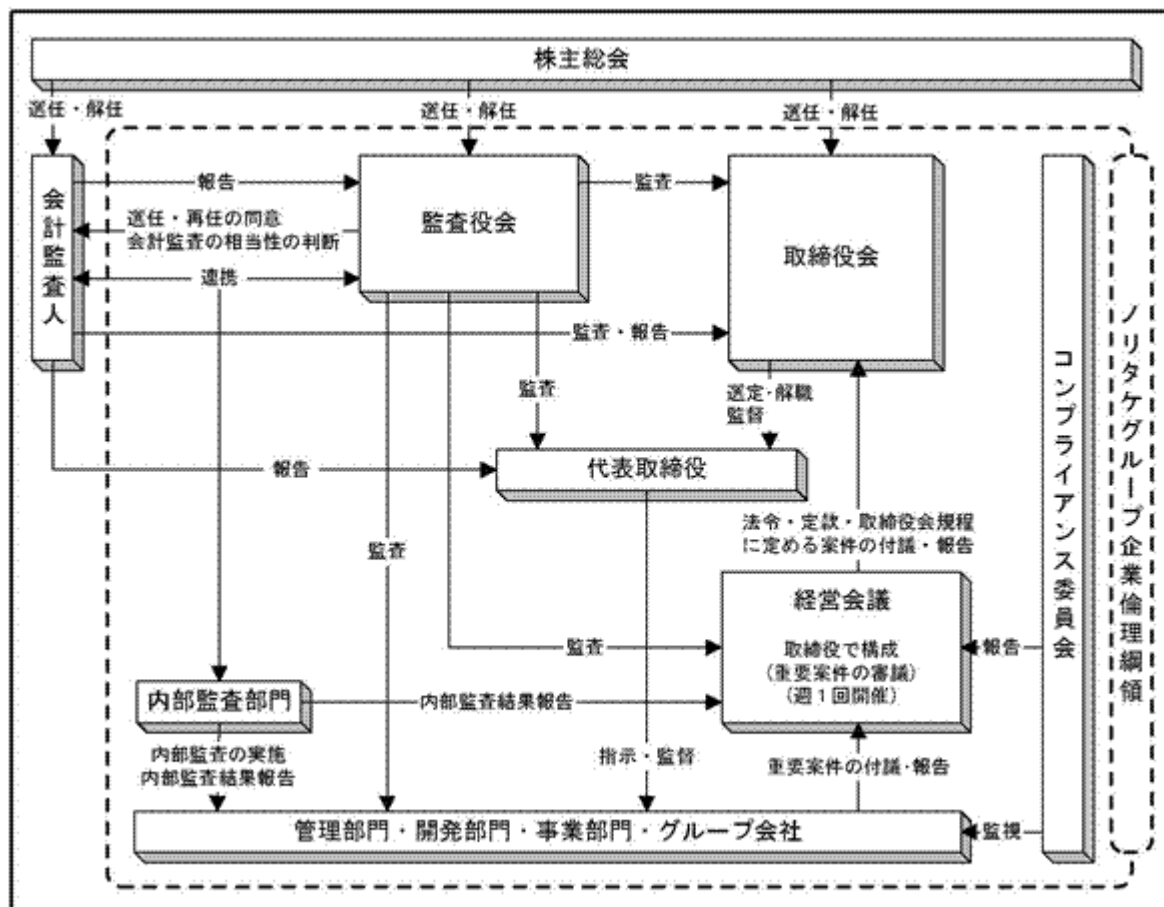 株主総会
選任・解任
選任・解任
選任・解任
会計監査人
報告
監査役会
監査
取締役会
選任・再任の同意
会計監査の相当性の判断
連携
監査・報告
監査
選定・解職
監督
報告
代表取締役
監査
法令・定款・取締役会規程
に定める案件の付議・報告
経営会議
取締役で構成
(重要案件の審議)
(週1回開催)
監査
報告
内部監査部門
内部監査結果報告
内部監査の実施
内部監査結果報告
指示・監督
重要案件の付議・報告
管理部門・開発部門・事業部門・グループ会社
監視
コンプライアンス委員会
ノリタケグループ企業倫理綱領